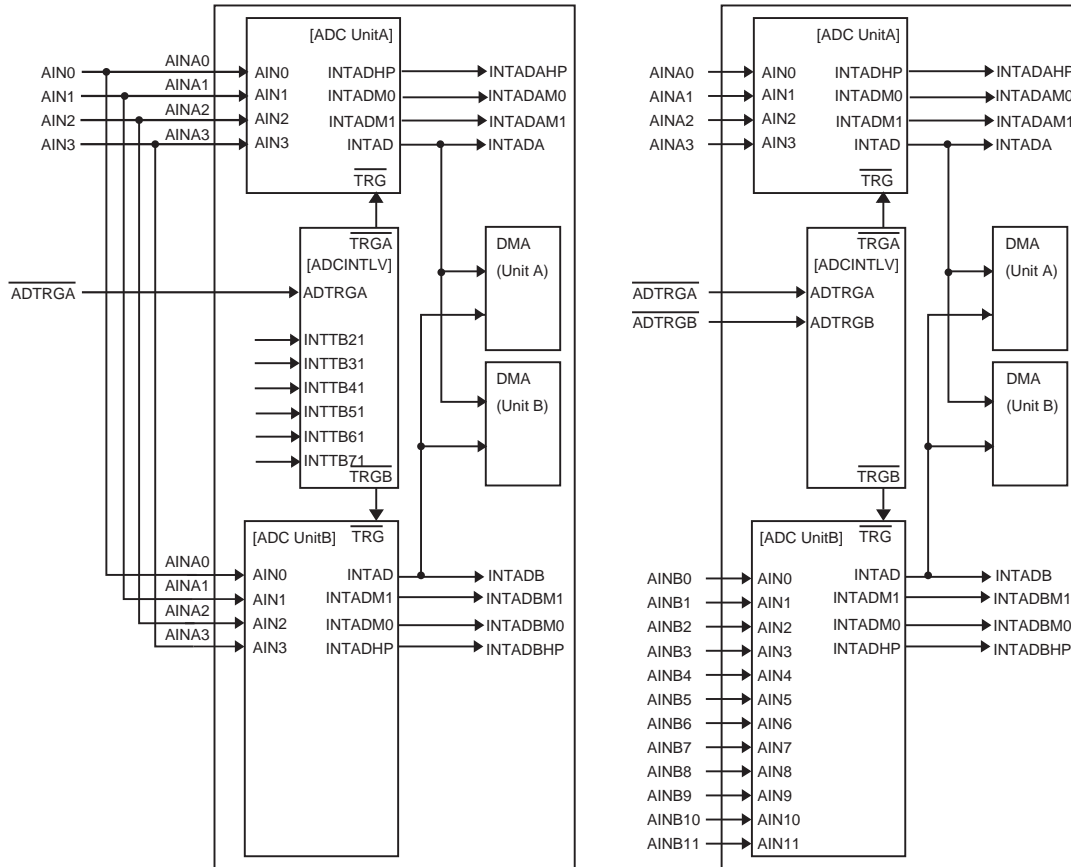 [ADC UnitA]
AINA0
AIN0
AIN0
INTADHP
INTADAHP
AINA1
AIN1
AIN1
INTADM0
INTADAM0
AINA2
AIN2
AIN2
INTADM1
INTADAM1
AINA3
AIN3
AIN3
INTAD
INTADA
TRG
TRGA
[ADCINTLV]
DMA
(Unit A)
ADTRGA
ADTRGA
INTTB21
INTTB31
INTTB41
INTTB51
INTTB61
INTTB71
DMA
(Unit B)
TRGB
[ADC UnitB]
TRG
AINA0
AIN0
INTAD
INTADB
AINA1
AIN1
INTADM1
INTADBM1
AINA2
AIN2
INTADM0
INTADBM0
AINA3
AIN3
INTADHP
INTADBHP
[ADC UnitA]
AINA0
AIN0
INTADHP
INTADAHP
AINA1
AIN1
INTADM0
INTADAM0
AINA2
AIN2
INTADM1
INTADAM1
AINA3
AIN3
INTAD
INTADA
TRG
TRGA
[ADCINTLV]
DMA
(Unit A)
ADTRGA
ADTRGA
ADTRGB
ADTRGB
DMA
(Unit B)
TRGB
[ADC UnitB]
TRG
AINB0
AIN0
INTAD
INTADB
AINB1
AIN1
INTADM1
INTADBM1
AINB2
AIN2
INTADM0
INTADBM0
AINB3
AIN3
INTADHP
INTADBHP
AINB4
AIN4
AINB5
AIN5
AINB6
AIN6
AINB7
AIN7
AINB8
AIN8
AINB9
AIN9
AINB10
AIN10
AINB11
AIN11